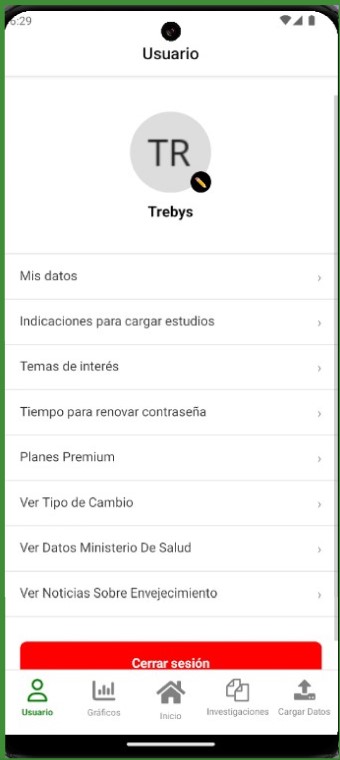 5:29
Usuario
TR
Trebys
Mis datos
Indicaciones para cargar estudios
Temas de interés
Tiempo para renovar contraseña
Planes Premium
Ver Tipo de Cambio
Ver Datos Ministerio De Salud
Ver Noticias Sobre Envejecimiento
Cerrar sesión
Usuario Gráficos Inicio Investigaciones Cargar Datos